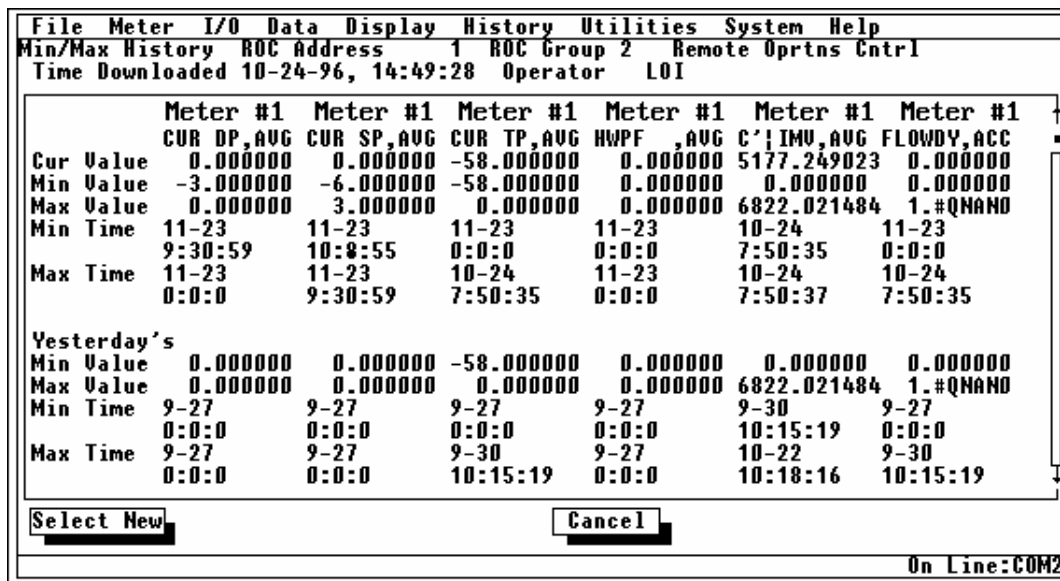 File Meter I/O Data Display History Utilities System Help
Min/Max History ROC Address 1 ROC Group 2 Remote Oprtns Cntrl
Time Downloaded 10-24-96, 14:49:28 Operator LOI
Meter #1 Meter #1 Meter #1 Meter #1 Meter #1 Meter #1
CUR DP,AVG CUR SP,AVG CUR TP,AVG HWPF ,AVG C'¦IMV,AVG FLOWDY,ACC
Cur Value 0.000000 0.000000 -58.000000 0.000000 5177.249023 0.000000
Min Value -3.000000 -6.000000 -58.000000 0.000000 0.000000 0.000000
Max Value 0.000000 3.000000 0.000000 0.000000 6822.021484 1.#QNAN0
Min Time 11-23 11-23 11-23 11-23 10-24 11-23
9:30:59 10:8:55 0:0:0 0:0:0 7:50:35 0:0:0
Max Time 11-23 11-23 10-24 11-23 10-24 10-24
0:0:0 9:30:59 7:50:35 0:0:0 7:50:37 7:50:35
Yesterday's
Min Value 0.000000 0.000000 -58.000000 0.000000 0.000000 0.000000
Max Value 0.000000 0.000000 0.000000 0.000000 6822.021484 1.#QNAN0
Min Time 9-27 9-27 9-27 9-27 9-30 9-27
0:0:0 0:0:0 0:0:0 0:0:0 10:15:19 0:0:0
Max Time 9-27 9-27 9-30 9-27 10-22 9-30
0:0:0 0:0:0 10:15:19 0:0:0 10:18:16 10:15:19
Select New Cancel
On Line:COM2